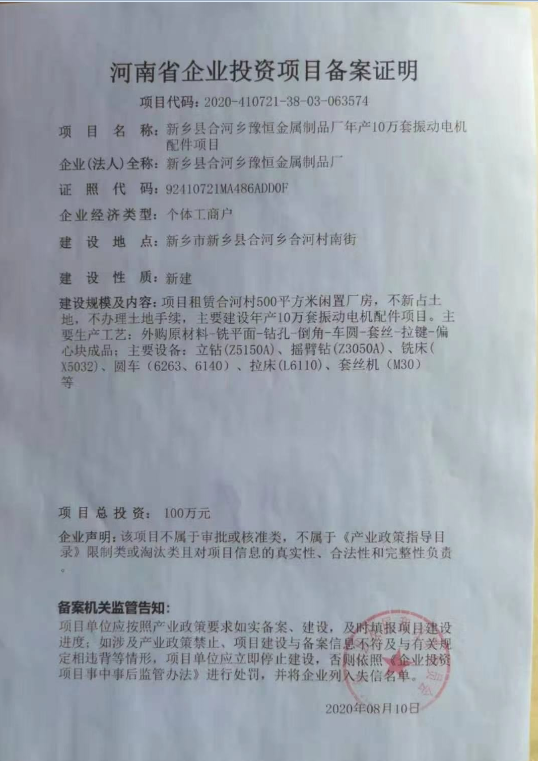 河南省企业投资项目备案证明
项目代码: 2020-410721-38-03-063574
项目名称: 新乡县合河乡豫恒金属制品厂年产10万套振动电机
配件项目
企业(法人)全称: 新乡县合河乡豫恒金属制品厂
证照代码: 92410721MA486ADD0F
企业经济类型: 个体工商户
建设地点: 新乡市新乡县合河乡合河村南街
建设性质: 新建
建设规模及内容: 项目租赁合河村500平方米闲置厂房，不新占土
地，不办理土地手续，主要建设年产10万套振动电机配件项目。主
要生产工艺：外购原材料-铣平面-钻孔-倒角-车圆-套丝-拉键-偏
心块成品；主要设备：立钻(Z5150A)、摇臂钻(Z3050A)、铣床(
X5032)、圆车（6263、6140）、拉床(L6110)、套丝机（M30）
等
项目总投资: 100万元
企业声明: 该项目不属于审批或核准类，不属于《产业政策指导目
录》限制类或淘汰类且对项目信息的真实性、合法性和完整性负责
。
备案机关监管告知:
项目单位应按照产业政策要求如实备案、建设，及时填报项目建设
进度；如涉及产业政策禁止、项目建设与备案信息不符及与有关规
定相违背等情形，项目单位应立即停止建设，否则依照《企业投资
项目事中事后监管办法》进行处罚，并将企业列入失信名单。
2020年08月10日